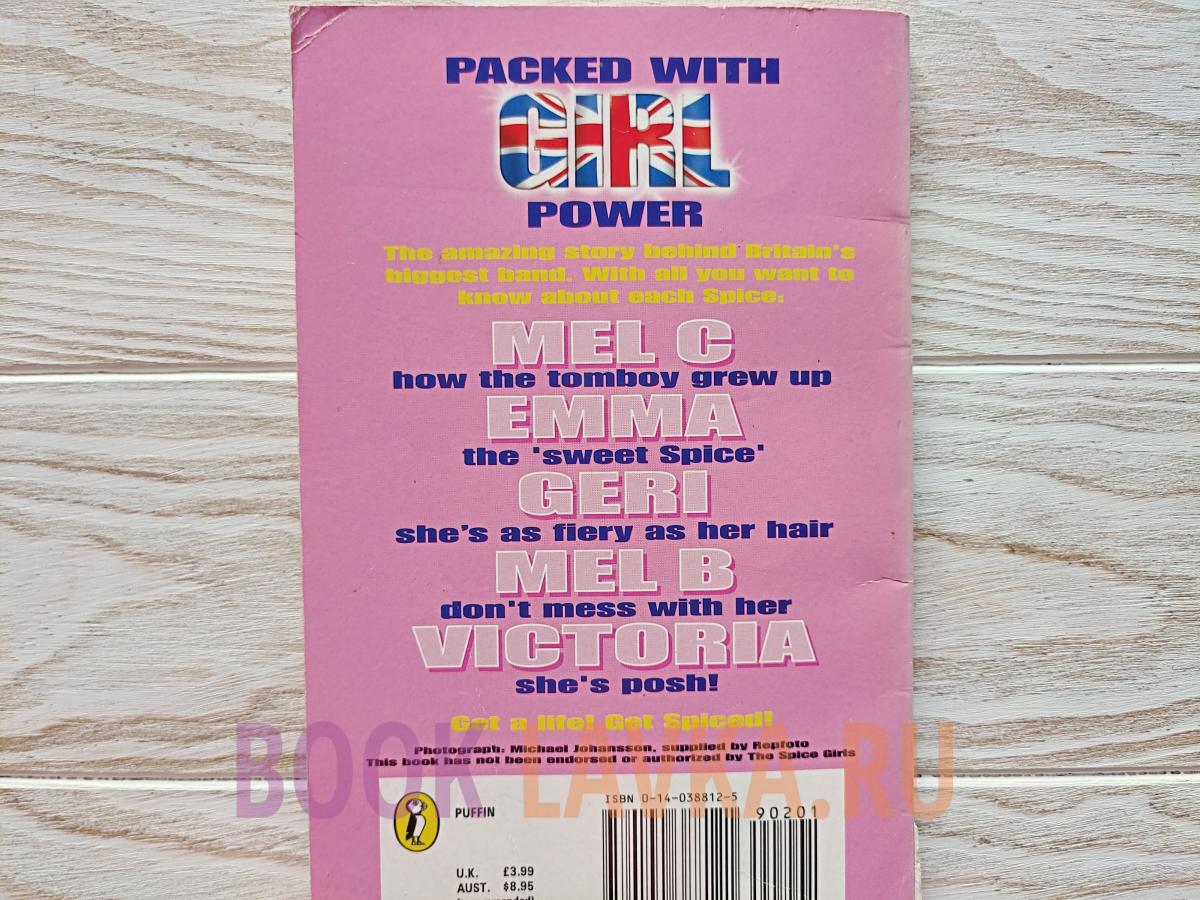 PACKED WITH
GIRL
POWER
The amazing story behind Britain's
biggest band. With all you want to
know about each Spice:
MEL C
how the tomboy grew up
EMMA
the 'sweet Spice'
GERI
she's as fiery as her hair
MEL B
don't mess with her
VICTORIA
she's posh!
Get a life! Get Spiced!
Photograph: Michael Johansson, supplied by Repfoto
This book has not been endorsed or authorized by The Spice Girls
BOOK-LAVKA.RU
ISBN 0-14-038812-5
90201
PUFFIN
U.K. £3.99
AUST. $8.95